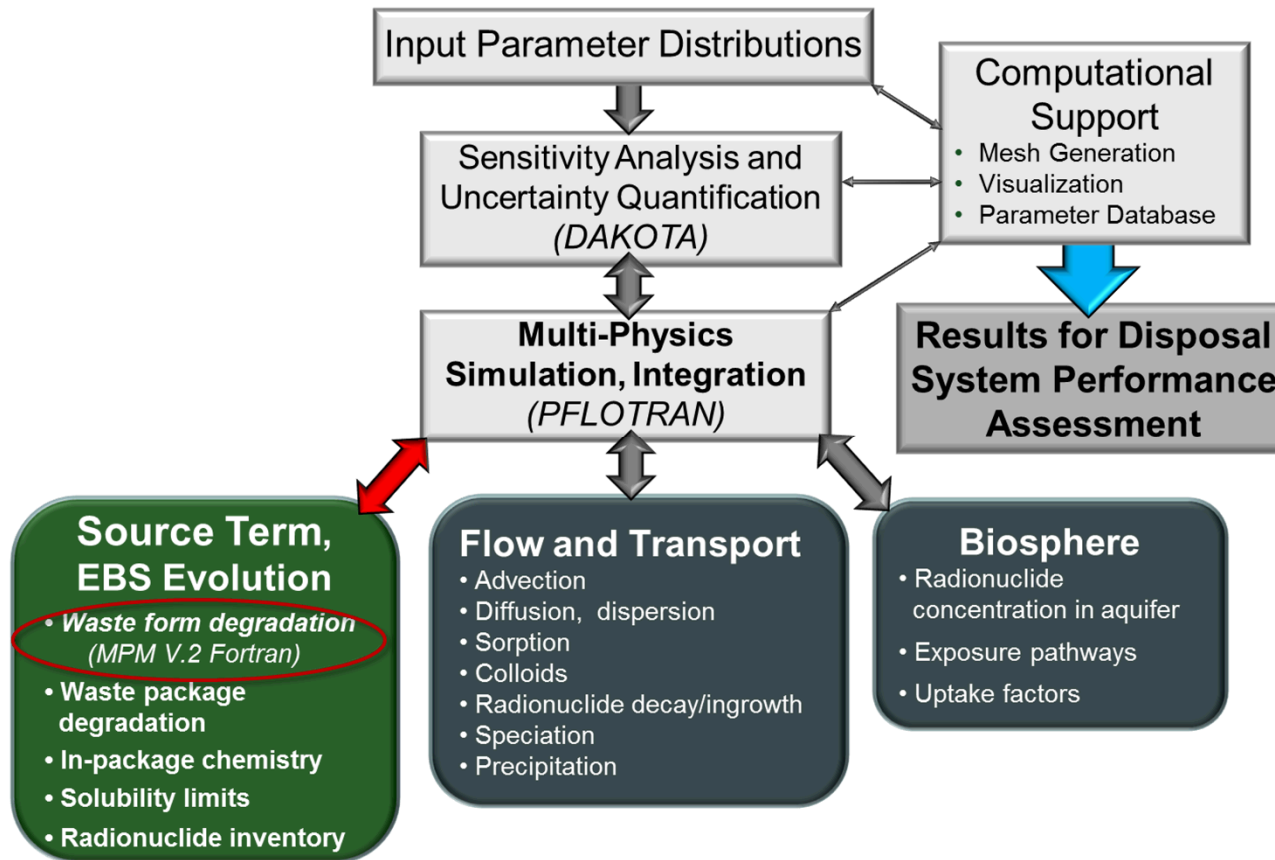 Input Parameter Distributions
Computational
Support
• Mesh Generation
• Visualization
• Parameter Database
Sensitivity Analysis and
Uncertainty Quantification
(DAKOTA)
Multi-Physics
Simulation, Integration
(PFLOTRAN)
Results for Disposal
System Performance
Assessment
Source Term,
EBS Evolution
• Waste form degradation
(MPM V.2 Fortran)
• Waste package
degradation
• In-package chemistry
• Solubility limits
• Radionuclide inventory
Flow and Transport
• Advection
• Diffusion, dispersion
• Sorption
• Colloids
• Radionuclide decay/ingrowth
• Speciation
• Precipitation
Biosphere
• Radionuclide
concentration in aquifer
• Exposure pathways
• Uptake factors